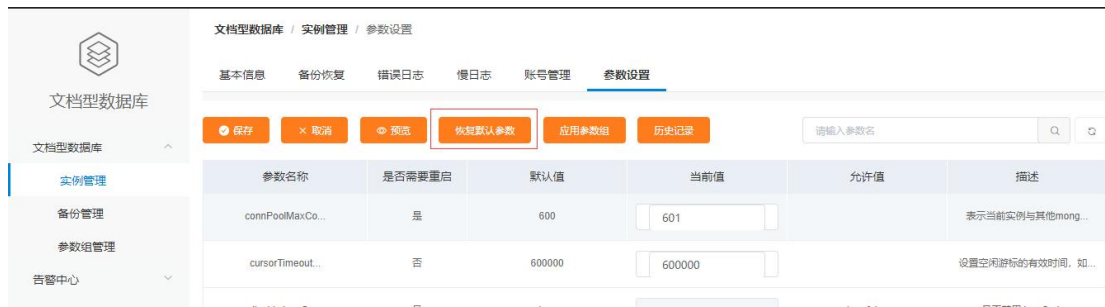 文档型数据库 / 实例管理 / 参数设置
基本信息 备份恢复 错误日志 慢日志 账号管理 参数设置
文档型数据库
保存 取消 预览 恢复默认参数 应用参数组 历史记录 请输入参数名
文档型数据库
实例管理
备份管理
参数组管理
告警中心
参数名称 是否需要重启 默认值 当前值 允许值 描述
connPoolMaxCo... 是 600 601 表示当前实例与其他mong...
cursorTimeout... 否 600000 600000 设置空闲游标的有效时间，如...